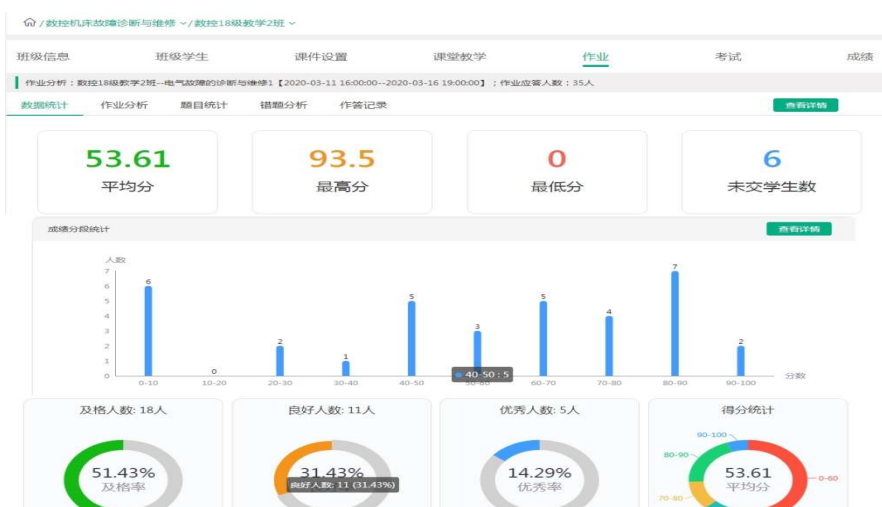 /数控机床故障诊断与维修 /数控18级教学2班
班级信息 班级学生 课件设置 课堂教学 作业 考试 成绩
作业分析：数控18级教学2班--电气故障的诊断与维修1【2020-03-11 16:00:00--2020-03-16 19:00:00】；作业应答人数：35人
数据统计 作业分析 题目统计 错题分析 作答记录 查看详情
53.61 93.5 0 6
平均分 最高分 最低分 未交学生数
成绩分段统计 查看详情
人数
7
6
5
4
3
2
1
0
6 0 2 1 5 3 5 4 7 2
40-50 : 5
分数
0-10 10-20 20-30 30-40 40-50 50-60 60-70 70-80 80-90 90-100
及格人数: 18人 良好人数: 11人 优秀人数: 5人 得分统计
90-100
80-90
51.43% 31.43% 14.29% 53.61
及格率 优秀率 平均分
良好人数: 11 (31.43%)
0-60
70-80